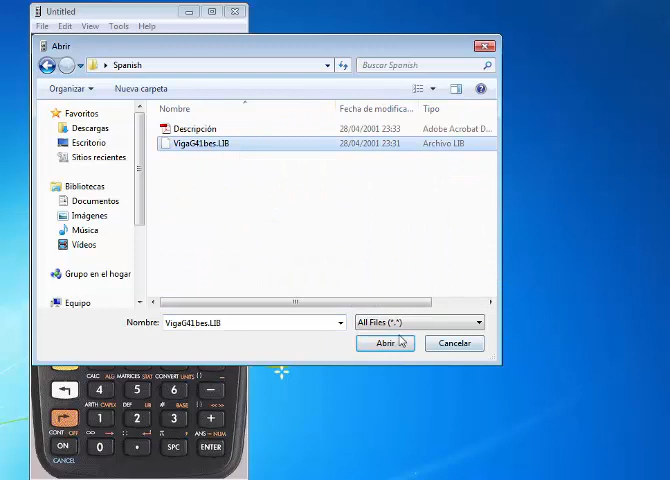 Untitled
File Edit View Tools Help
Abrir
Spanish
Buscar Spanish
Organizar Nueva carpeta
Favoritos
Descargas
Escritorio
Sitios recientes
Bibliotecas
Documentos
Imágenes
Música
Vídeos
Grupo en el hogar
Equipo
Nombre Fecha de modifica... Tipo
Descripción 28/04/2001 23:33 Adobe Acrobat D...
VigaG41bes.LIB 28/04/2001 23:31 Archivo LIB
Nombre: VigaG41bes.LIB All Files (*.*)
Abrir Cancelar
CALC ALG MATRICES STAT CONVERT UNITS
4 5 6 -
ARITH CMPLX DEF LIB # BASE { }
1 2 3 +
CONT OFF ∞ → : ↵ π , ANS →NUM
ON 0 . SPC ENTER
CANCEL